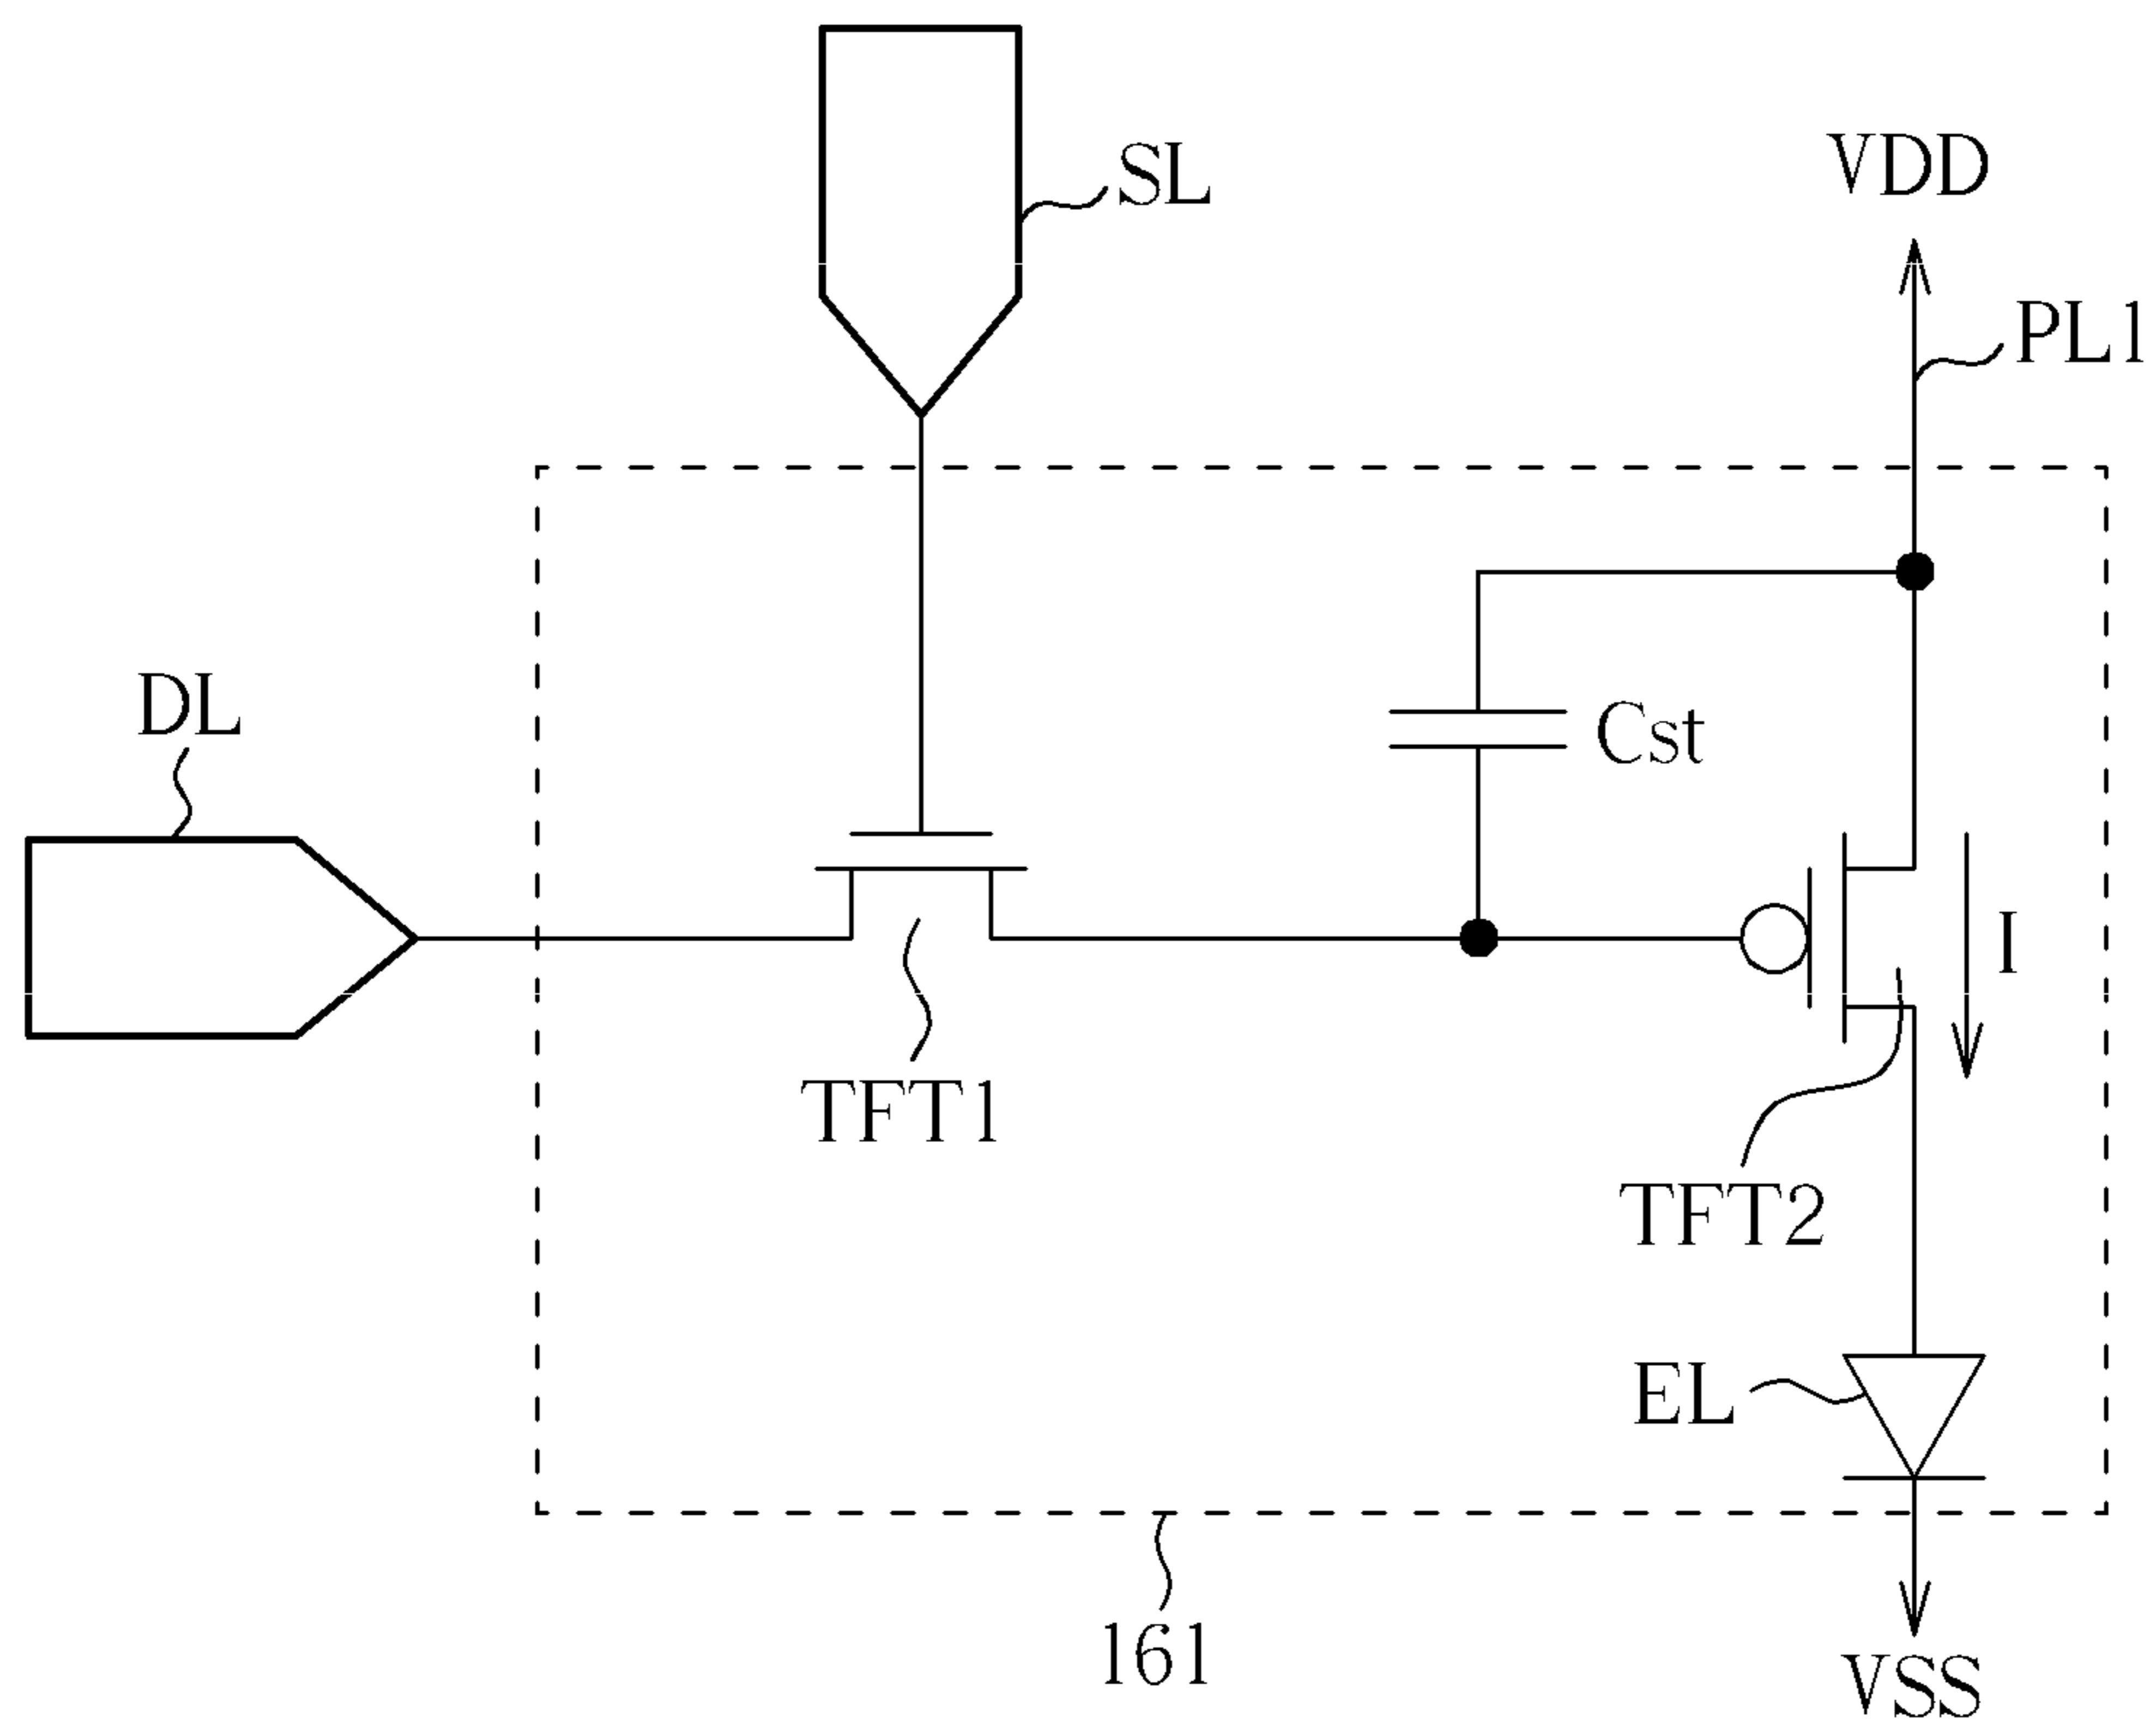 SL
VDD
PL1
DL
Cst
I
TFT1
TFT2
EL
161
VSS